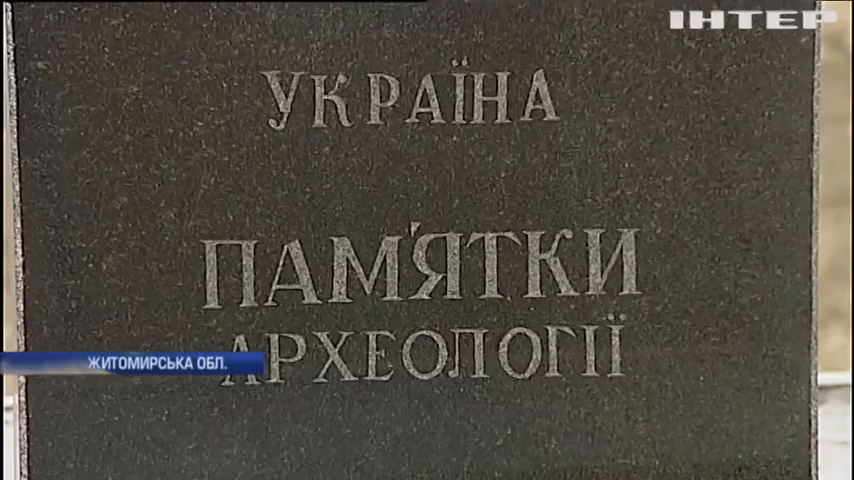 ІНТЕР
УКРАЇНА
ПАМ'ЯТКИ
АРХЕОЛОГІЇ
ЖИТОМИРСЬКА ОБЛ.